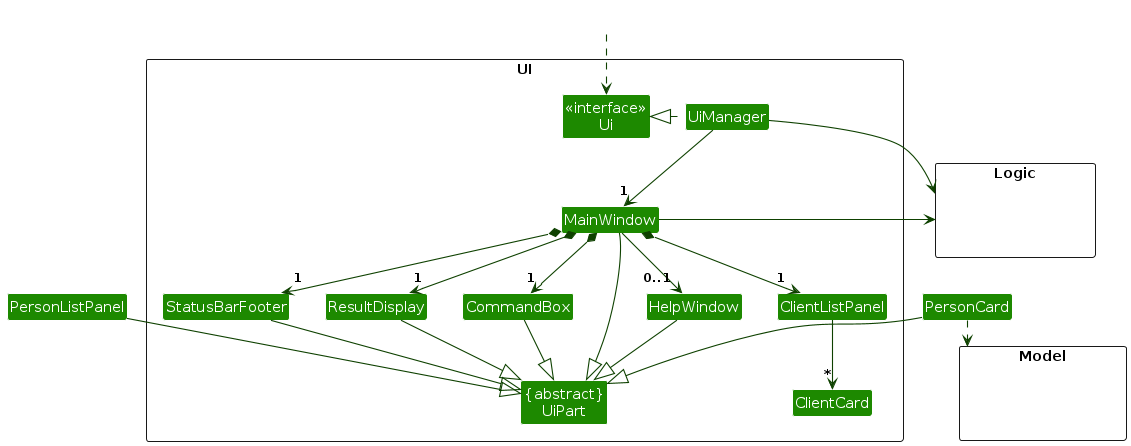 UI
«interface»
Ui
UiManager
Logic
1
MainWindow
1
1
1
0..1
1
PersonListPanel
StatusBarFooter
ResultDisplay
CommandBox
HelpWindow
ClientListPanel
PersonCard
Model
*
{abstract}
UiPart
ClientCard